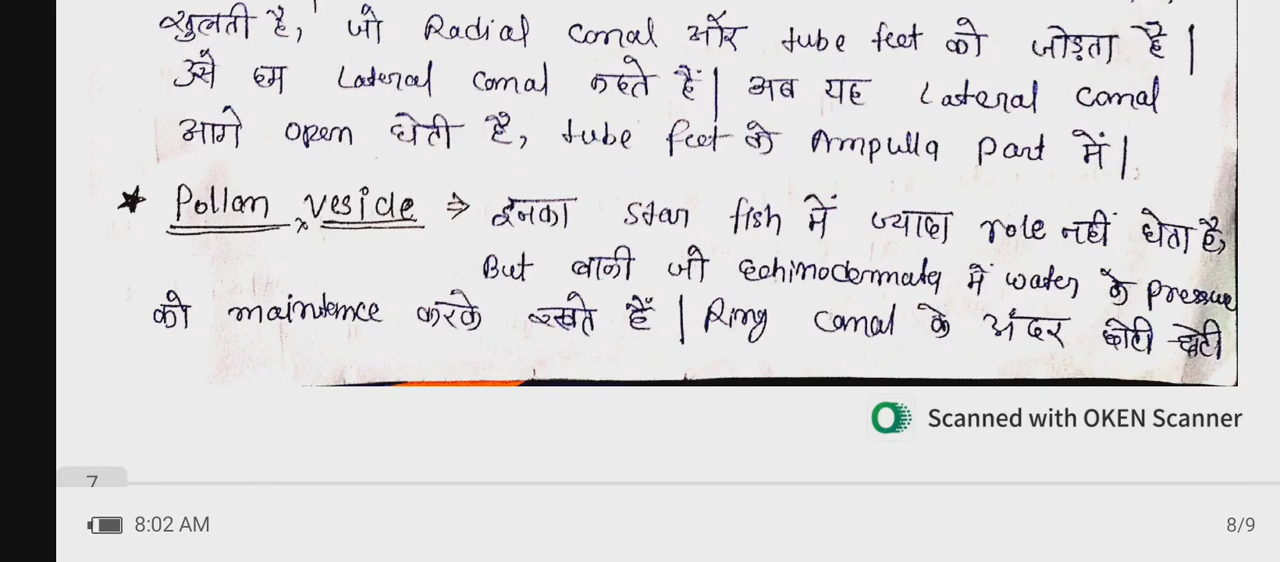 खुलती है, जो Radial canal और tube feet को जोड़ता है |
उसे हम Lateral canal कहते हैं | अब यह Lateral canal
आगे open होती है, tube feet के Ampulla part में |
* Pollan vesicle ⇒ इनका star fish में ज्यादा role नहीं होता है,
But बाकी जो Echinodermata में water के pressure
को maintence करके रखते हैं | Ring canal के अंदर छोटी छोटी
Scanned with OKEN Scanner
7
8:02 AM
8/9